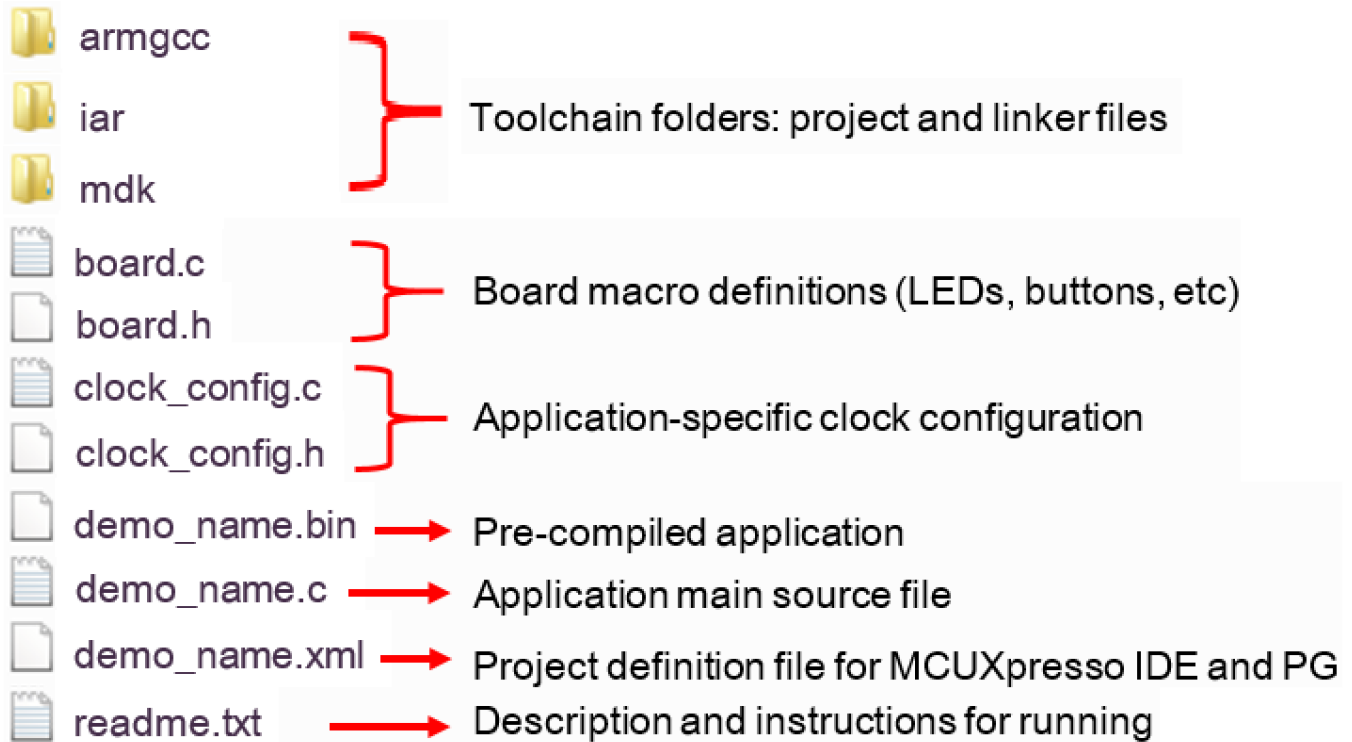 armgcc
iar
Toolchain folders: project and linker files
mdk
board.c
Board macro definitions (LEDs, buttons, etc)
board.h
clock_config.c
Application-specific clock configuration
clock_config.h
demo_name.bin
Pre-compiled application
demo_name.c
Application main source file
demo_name.xml
Project definition file for MCUXpresso IDE and PG
readme.txt
Description and instructions for running